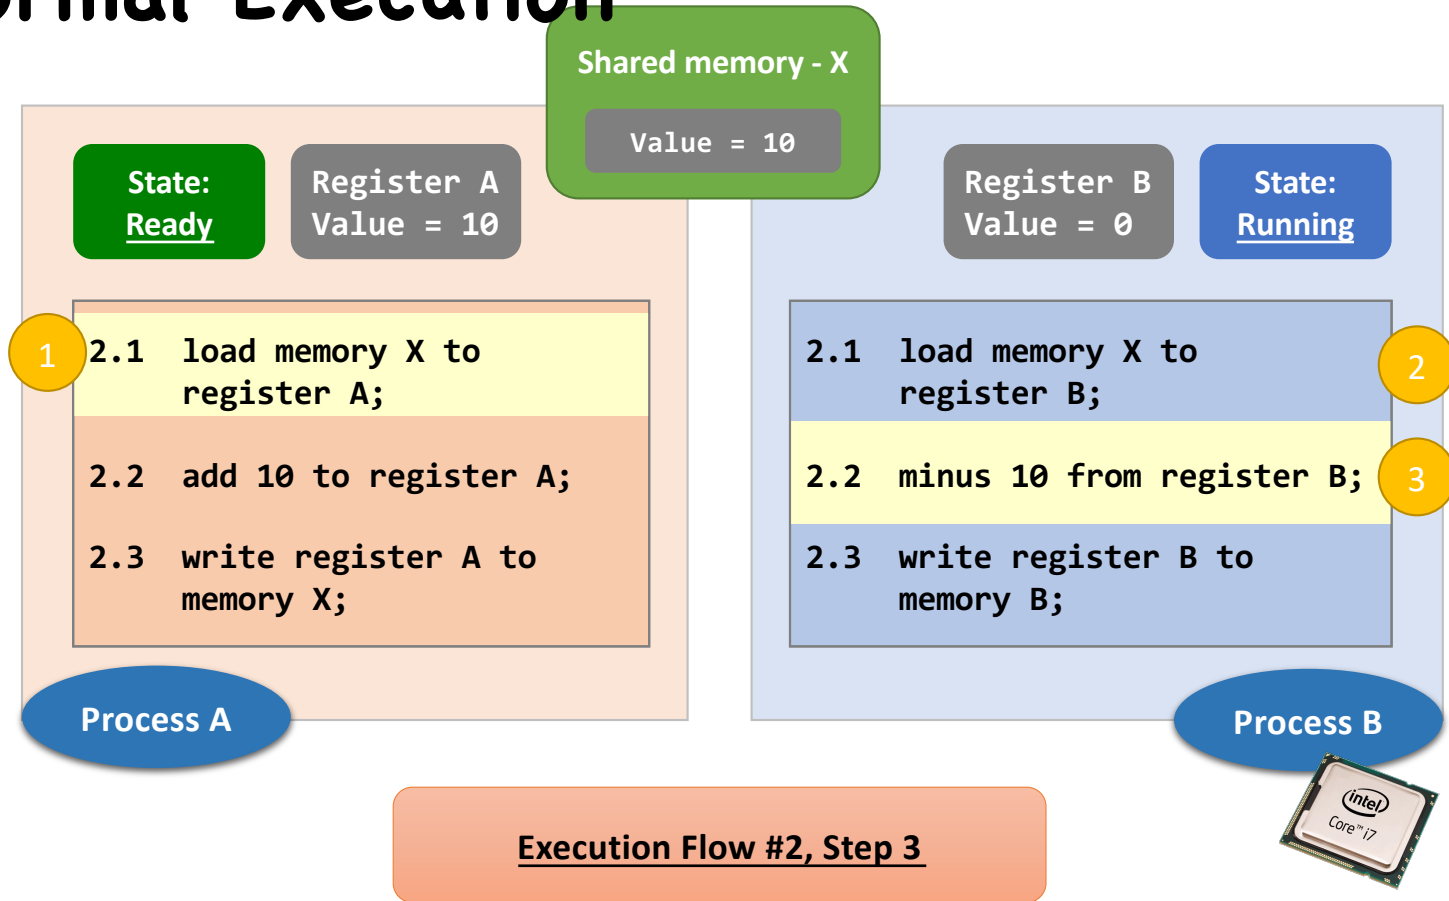 Execution
Shared memory - X
Value = 10
State:
Ready
Register A
Value = 10
Register B
Value = 0
State:
Running
1
2.1 load memory X to
register A;
2.2 add 10 to register A;
2.3 write register A to
memory X;
2.1 load memory X to
register B;
2
2.2 minus 10 from register B;
3
2.3 write register B to
memory B;
Process A
Process B
intel
Core™ i7
Execution Flow #2, Step 3